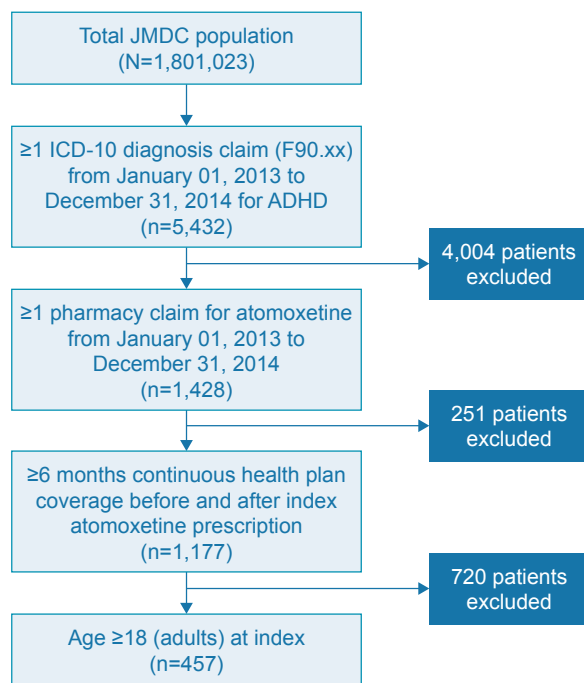 Total JMDC population
(N=1,801,023)
≥1 ICD-10 diagnosis claim (F90.xx)
from January 01, 2013 to
December 31, 2014 for ADHD
(n=5,432)
4,004 patients
excluded
≥1 pharmacy claim for atomoxetine
from January 01, 2013 to
December 31, 2014
(n=1,428)
251 patients
excluded
≥6 months continuous health plan
coverage before and after index
atomoxetine prescription
(n=1,177)
720 patients
excluded
Age ≥18 (adults) at index
(n=457)